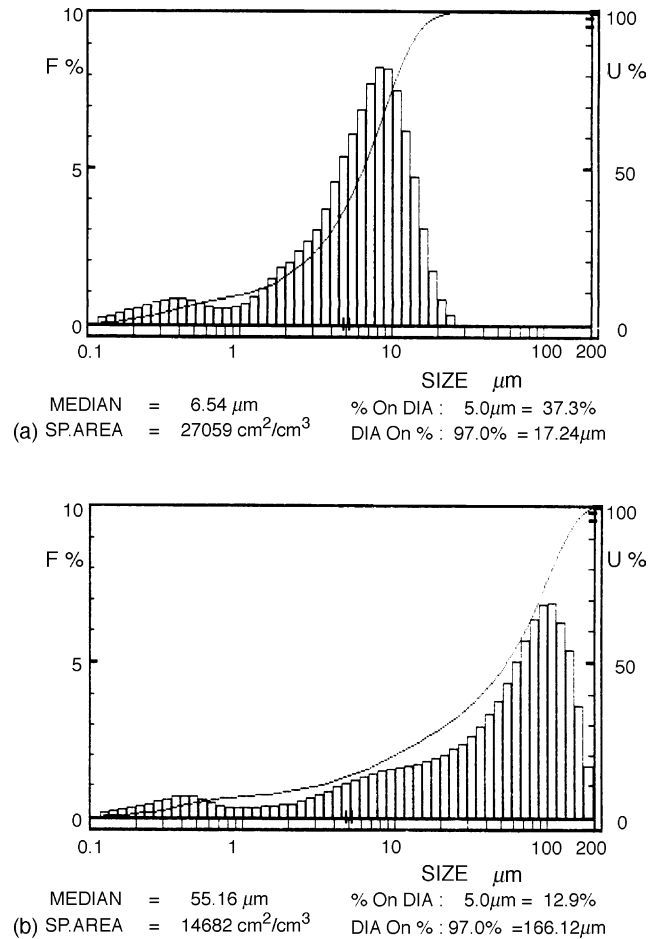 10
100
F %
U %
5
50
0
0
0.1 1 10 100 200
SIZE μm
MEDIAN = 6.54 μm % On DIA : 5.0μm = 37.3%
(a) SP.AREA = 27059 cm²/cm³ DIA On % : 97.0% = 17.24μm
10
100
F %
U %
5
50
0
0
0.1 1 10 100 200
SIZE μm
MEDIAN = 55.16 μm % On DIA : 5.0μm = 12.9%
(b) SP.AREA = 14682 cm²/cm³ DIA On % : 97.0% =166.12μm